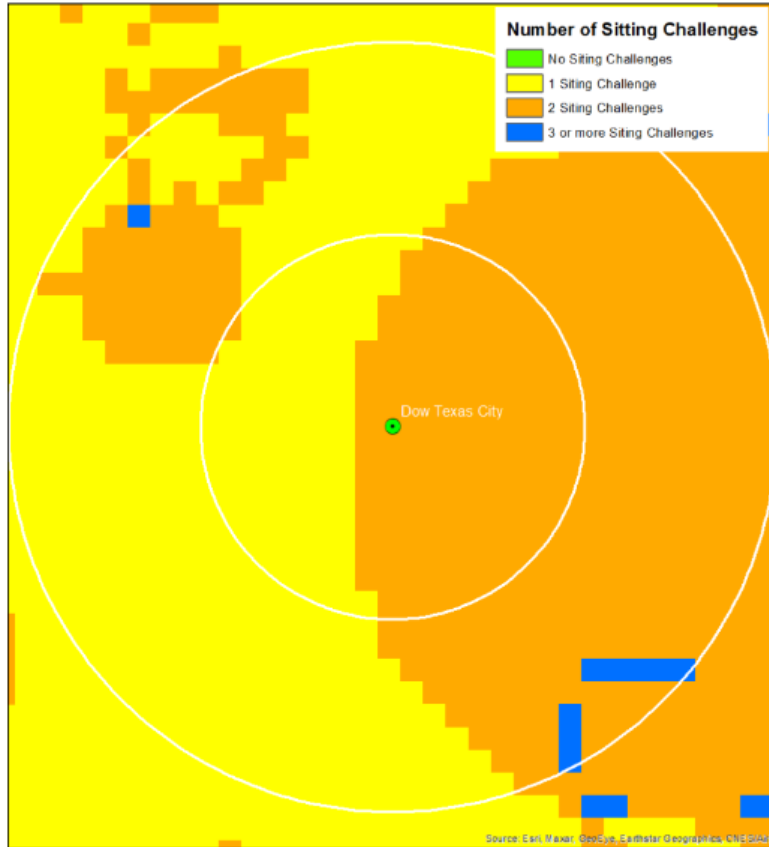 Number of Sitting Challenges
No Siting Challenges
1 Siting Challenge
2 Siting Challenges
3 or more Siting Challenges
Dow Texas City
Source: Esri, Maxar, GeoEye, Earthstar Geographics, CNES/Air